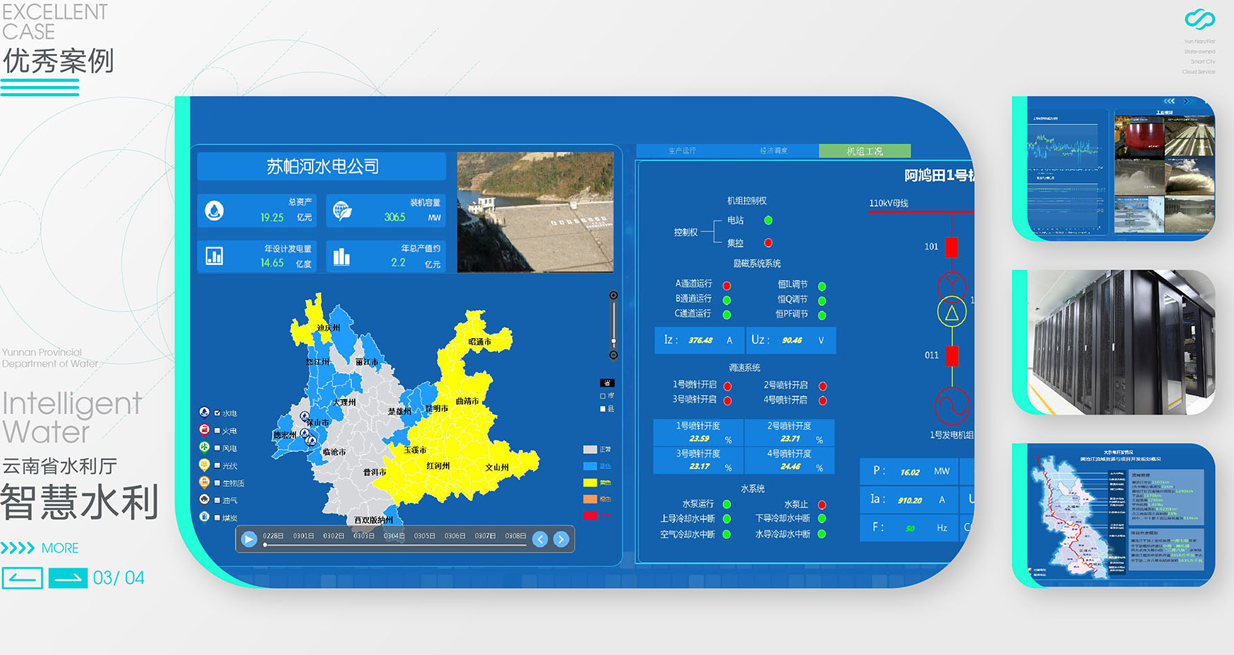 EXCELLENT
CASE
优秀案例
Yunnan Provincial
Department of Water
Intelligent
Water
云南省水利厅
智慧水利
MORE
03/ 04
苏帕河水电公司
总资产
19.25 亿元
装机容量
306.5 MW
年设计发电量
14.65 亿度
年总产值约
2.2 亿元
迪庆州
昭通市
怒江州
丽江市
大理州
楚雄州
昆明市
曲靖市
保山市
德宏州
临沧市
玉溪市
普洱市
红河州
文山州
西双版纳州
水电
火电
风电
光伏
生物质
油气
煤炭
省
市
县
正常
0228日 0301日 0302日 0303日 0304日 0305日 0306日 0307日 0308日
生产运行
经济调度
机组工况
阿鸠田1号机
机组控制权
控制权
电站
集控
励磁系统系统
A通道运行 恒IL调节
B通道运行 恒Q调节
C通道运行 恒PF调节
Iz: 376.48 A
Uz: 90.46 V
调速系统
1号喷针开启 2号喷针开启
3号喷针开启 4号喷针开启
1号喷针开度 2号喷针开度
23.59 % 23.71 %
3号喷针开度 4号喷针开度
23.17 % 24.46 %
水系统
水泵运行 水泵止
上导冷却水中断 下导冷却水中断
空气冷却水中断 水导冷却水中断
110kV母线
101
011
1号发电机组
P: 16.02 MW
Ia: 910.20 A
F: 50 Hz
Yun Nan/First
State-owned
Smart City
Cloud Service